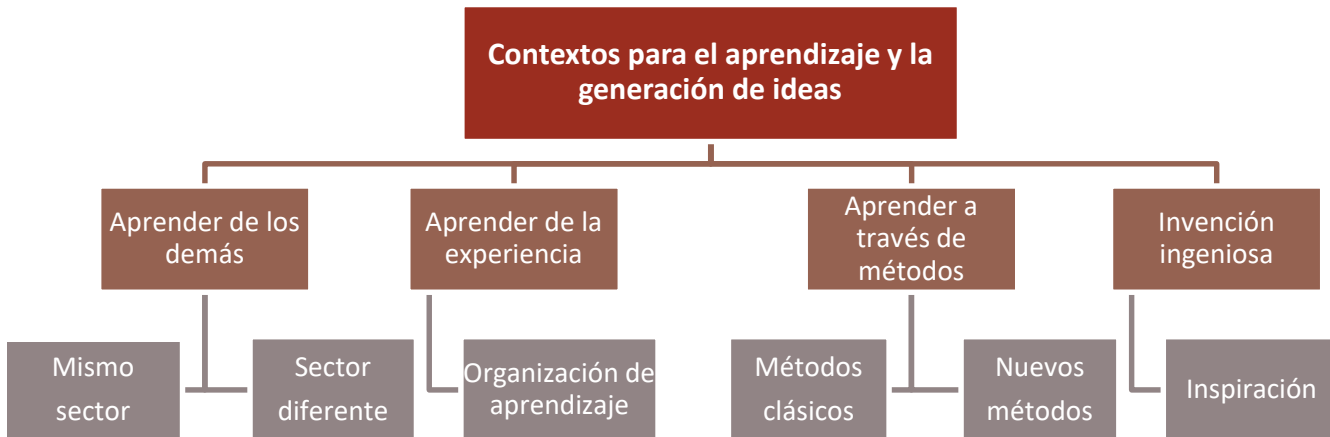 Contextos para el aprendizaje y la
generación de ideas
Aprender de los
demás
Aprender de la
experiencia
Aprender a
través de
métodos
Invención
ingeniosa
Mismo
sector
Sector
diferente
Organización de
aprendizaje
Métodos
clásicos
Nuevos
métodos
Inspiración